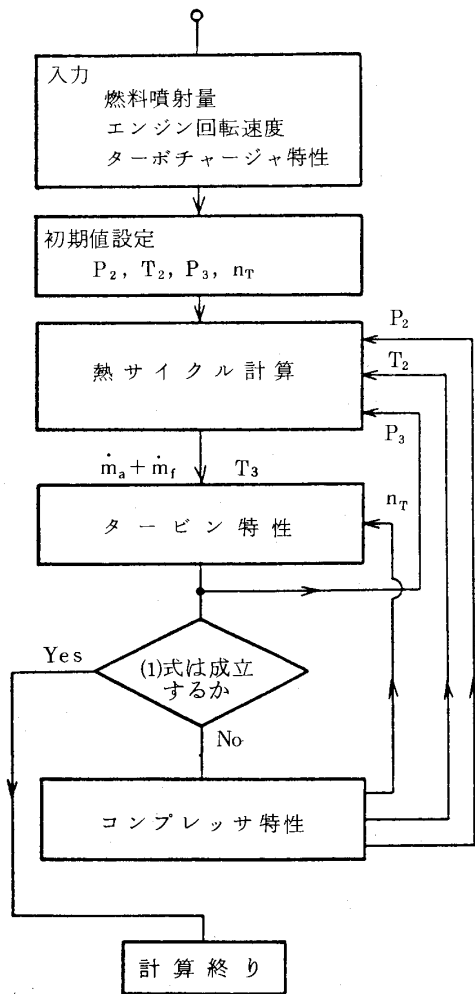 入力
燃料噴射量
エンジン回転速度
ターボチャージャ特性
初期値設定
P₂, T₂, P₃, n_T
P₂
熱サイクル計算
T₂
P₃
ṁₐ+ṁ_f T₃
n_T
タービン特性
Yes
(1)式は成立
するか
No
コンプレッサ特性
計算終り